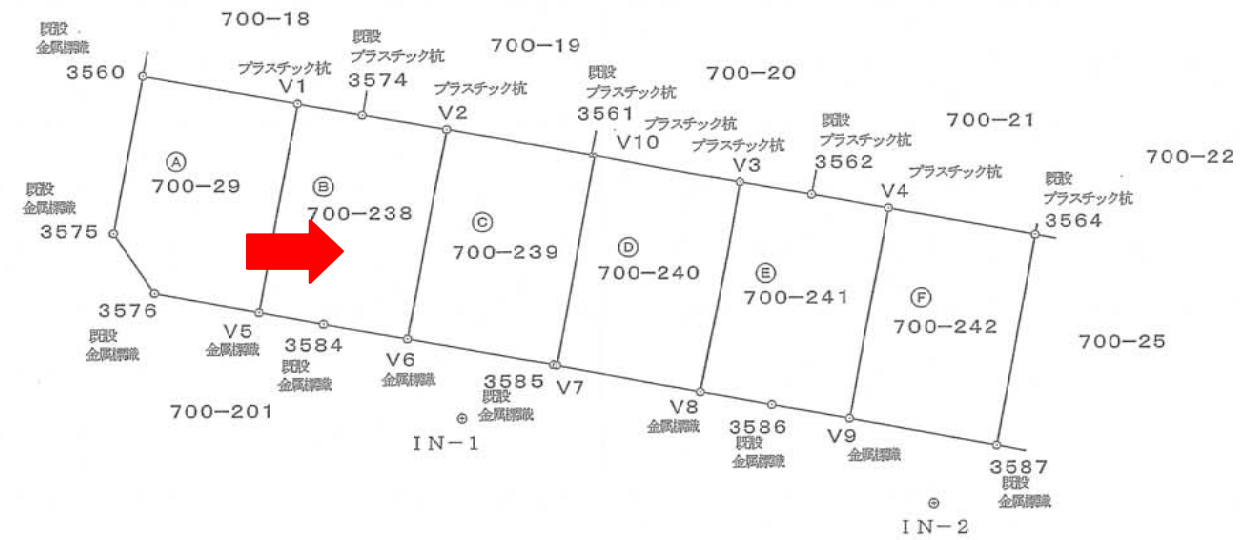 700-18
既設
金属標識
3560
プラスチック杭
V1
既設
プラスチック杭
3574
700-19
プラスチック杭
V2
既設
プラスチック杭
3561
700-20
プラスチック杭
V10
プラスチック杭
V3
既設
プラスチック杭
3562
700-21
プラスチック杭
V4
700-22
既設
プラスチック杭
3564
Ⓐ
700-29
Ⓑ
700-238
Ⓒ
700-239
Ⓓ
700-240
Ⓔ
700-241
Ⓕ
700-242
700-25
既設
金属標識
3575
3576
既設
金属標識
V5
金属標識
3584
既設
金属標識
V6
金属標識
3585
既設
金属標識
V7
V8
金属標識
3586
既設
金属標識
V9
金属標識
3587
既設
金属標識
700-201
IN-1
IN-2